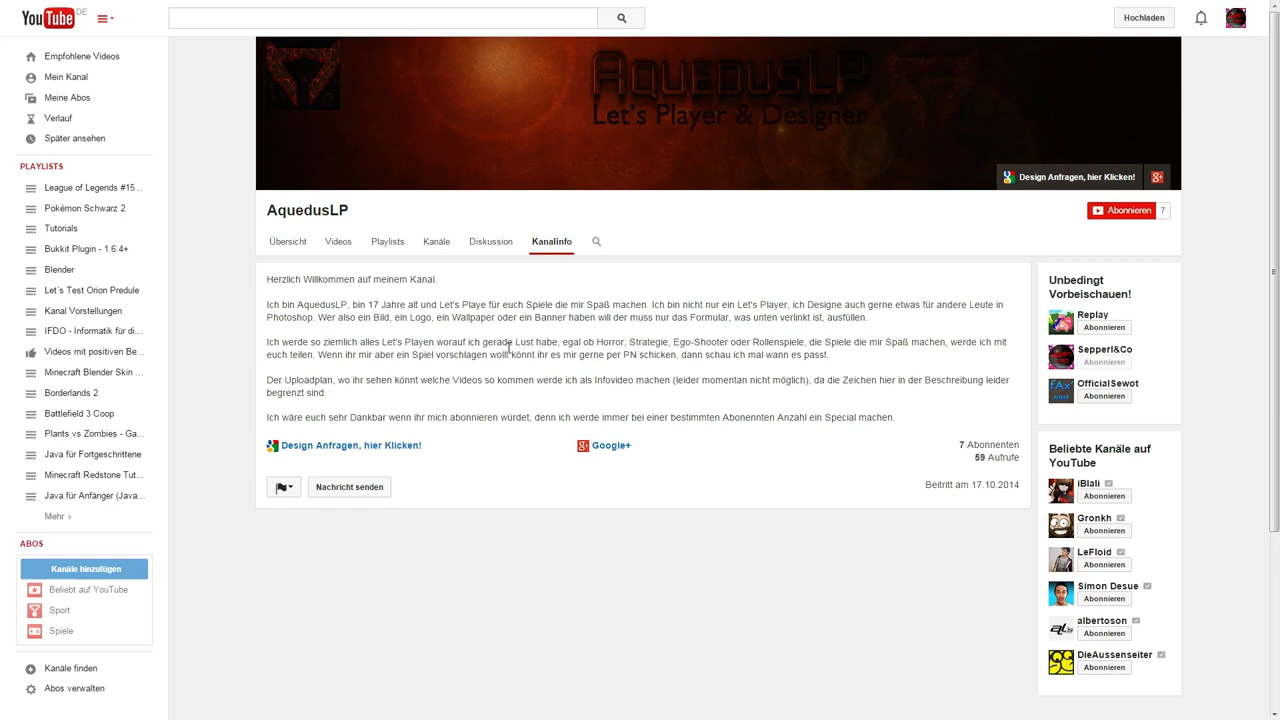 YouTube DE
Hochladen
Empfohlene Videos
Mein Kanal
Meine Abos
Verlauf
Später ansehen
PLAYLISTS
League of Legends #15...
Pokémon Schwarz 2
Tutorials
Bukkit Plugin - 1.6.4+
Blender
Let´s Test Orion Predule
Kanal Vorstellungen
IFDO - Informatik für di...
Videos mit positiven Be...
Minecraft Blender Skin ...
Borderlands 2
Battlefield 3 Coop
Plants vs Zombies - Ga...
Java für Fortgeschrittene
Minecraft Redstone Tut...
Java für Anfänger (Java...
Mehr ›
ABOS
Kanäle hinzufügen
Beliebt auf YouTube
Sport
Spiele
Kanäle finden
Abos verwalten
AquedusLP
Let's Player & Designer
Design Anfragen, hier Klicken!
AquedusLP
Abonnieren 7
Übersicht Videos Playlists Kanäle Diskussion Kanalinfo
Herzlich Willkommen auf meinem Kanal.
Ich bin AquedusLP, bin 17 Jahre alt und Let's Playe für euch Spiele die mir Spaß machen. Ich bin nicht nur ein Let's Player, ich Designe auch gerne etwas für andere Leute in
Photoshop. Wer also ein Bild, ein Logo, ein Wallpaper oder ein Banner haben will der muss nur das Formular, was unten verlinkt ist, ausfüllen.
Ich werde so ziemlich alles Let's Playen worauf ich gerade Lust habe, egal ob Horror, Strategie, Ego-Shooter oder Rollenspiele, die Spiele die mir Spaß machen, werde ich mit
euch teilen. Wenn ihr mir aber ein Spiel vorschlagen wollt könnt ihr es mir gerne per PN schicken, dann schau ich mal wann es passt.
Der Uploadplan, wo ihr sehen könnt welche Videos so kommen werde ich als Infovideo machen (leider momentan nicht möglich), da die Zeichen hier in der Beschreibung leider
begrenzt sind.
Ich wäre euch sehr Dankbar wenn ihr mich abonnieren würdet, denn ich werde immer bei einer bestimmten Abonennten Anzahl ein Special machen.
Design Anfragen, hier Klicken! Google+
7 Abonnenten
59 Aufrufe
Nachricht senden
Beitritt am 17.10.2014
Unbedingt
Vorbeischauen!
Replay
Abonnieren
Sepperl&Co
Abonnieren
OfficialSewot
Abonnieren
Beliebte Kanäle auf
YouTube
iBlali
Abonnieren
Gronkh
Abonnieren
LeFloid
Abonnieren
Simon Desue
Abonnieren
albertoson
Abonnieren
DieAussenseiter
Abonnieren